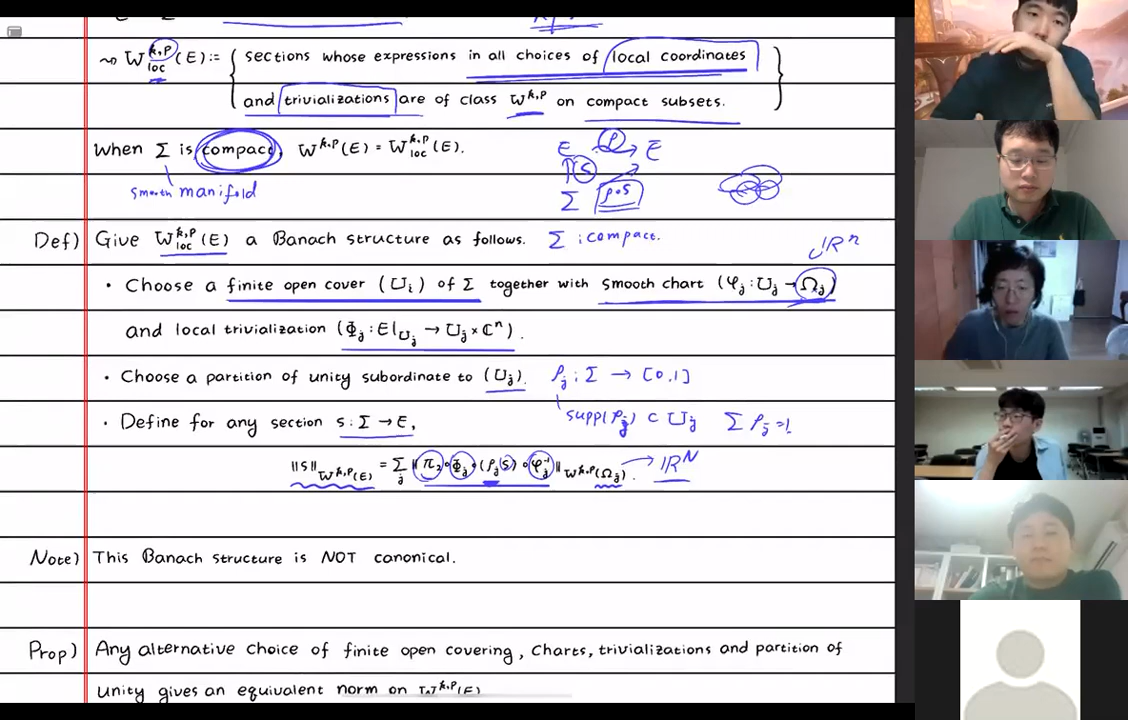 ⇝ W^{k,p}_{loc}(E) := { sections whose expressions in all choices of local coordinates
and trivializations are of class W^{k,p} on compact subsets. }
When Σ is compact, W^{k,p}(E) = W^{k,p}_{loc}(E).
smooth manifold
E →^{ρ} E
↑ s
Σ ρ∘s
Def) Give W^{k,p}_{loc}(E) a Banach structure as follows. Σ : compact.
ℝ^n
• Choose a finite open cover (U_i) of Σ together with smooth chart (φ_j : U_j → Ω_j)
and local trivialization (Φ_j : E|_{U_j} → U_j × ℂ^n).
• Choose a partition of unity subordinate to (U_j). ρ_j : Σ → [0,1]
supp(ρ_j) ⊂ U_j Σ ρ_j = 1
• Define for any section s : Σ → E,
||s||_{W^{k,p}(E)} = Σ_j ||π_2 ∘ Φ_j ∘ (ρ_j s) ∘ φ_j^{-1}||_{W^{k,p}(Ω_j)}. → ℝ^N
Note) This Banach structure is NOT canonical.
Prop) Any alternative choice of finite open covering, charts, trivializations and partition of
unity gives an equivalent norm on W^{k,p}(E)